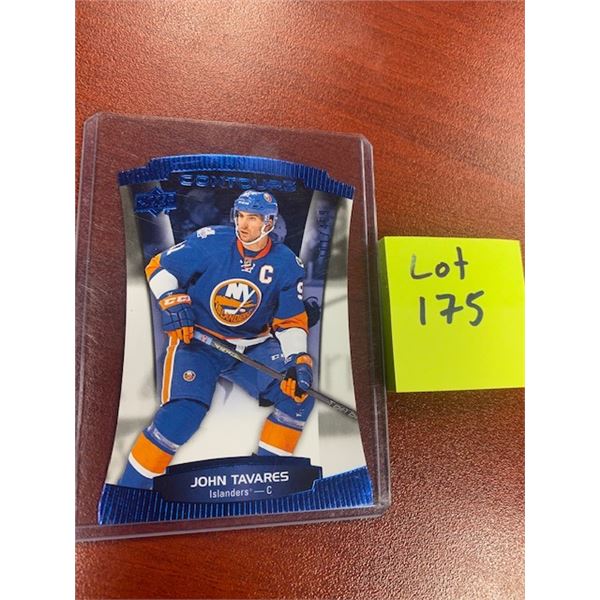 CONTOURS
C
JOHN TAVARES
Islanders — C
Lot
175